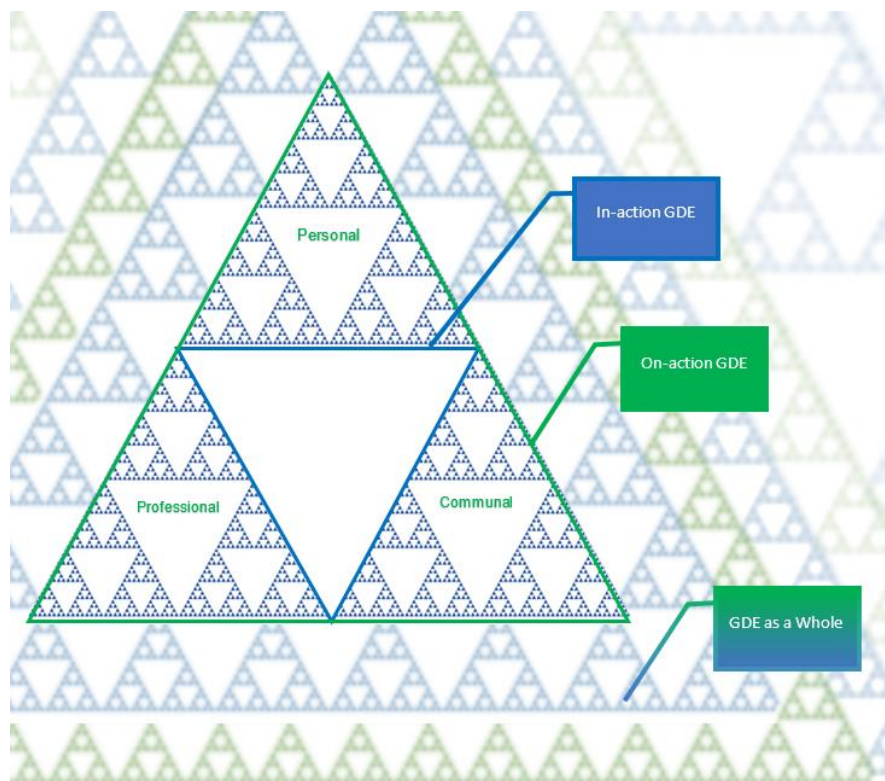 In-action GDE
Personal
On-action GDE
Professional
Communal
GDE as a Whole